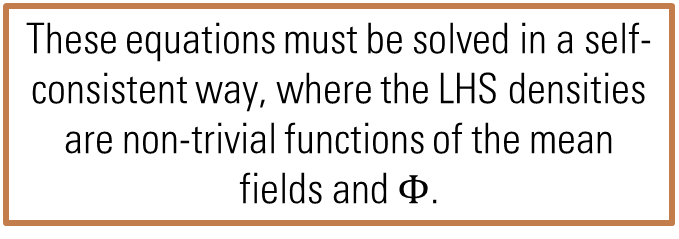 These equations must be solved in a self-
consistent way, where the LHS densities
are non-trivial functions of the mean
fields and Φ.